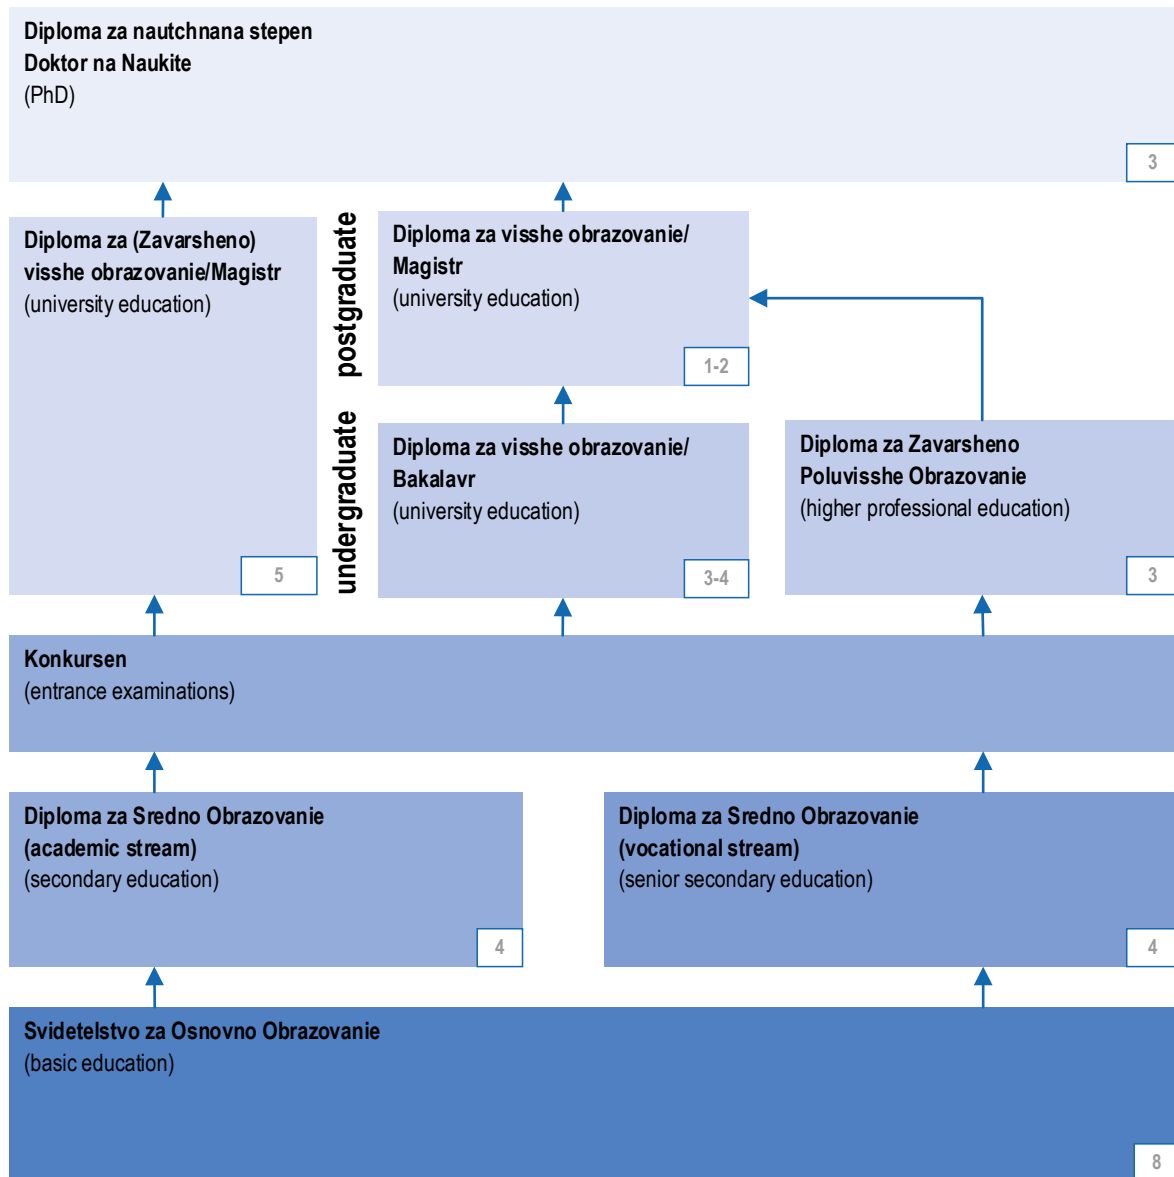 Diploma za nautchnana stepen
Doktor na Naukite
(PhD)
3
Diploma za (Zavarsheno)
visshe obrazovanie/Magistr
(university education)
5
postgraduate
Diploma za visshe obrazovanie/
Magistr
(university education)
1-2
undergraduate
Diploma za visshe obrazovanie/
Bakalavr
(university education)
3-4
Diploma za Zavarsheno
Poluvisshe Obrazovanie
(higher professional education)
3
Konkursen
(entrance examinations)
Diploma za Sredno Obrazovanie
(academic stream)
(secondary education)
4
Diploma za Sredno Obrazovanie
(vocational stream)
(senior secondary education)
4
Svidetelstvo za Osnovno Obrazovanie
(basic education)
8